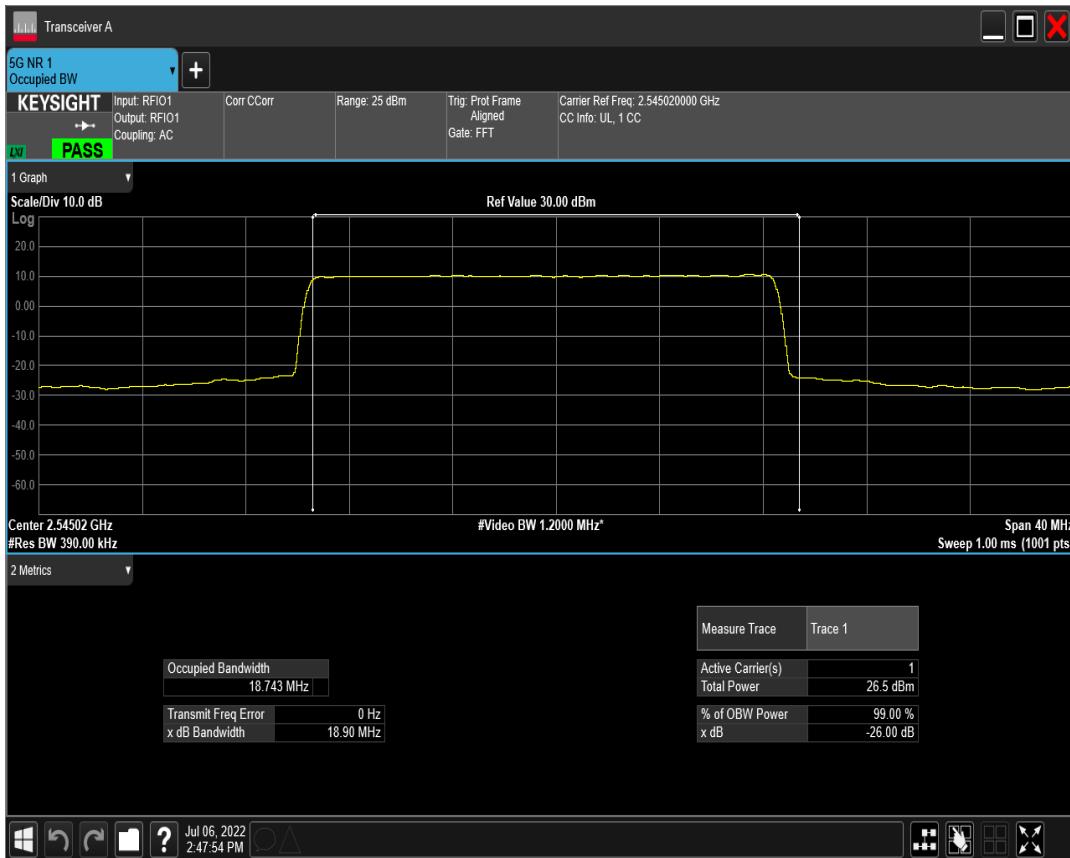 Transceiver A
5G NR 1
Occupied BW
+
KEYSIGHT
LXI
PASS
Input: RFIO1
Output: RFIO1
Coupling: AC
Corr CCorr
Range: 25 dBm
Trig: Prot Frame
Aligned
Gate: FFT
Carrier Ref Freq: 2.545020000 GHz
CC Info: UL, 1 CC
1 Graph
Scale/Div 10.0 dB
Ref Value 30.00 dBm
Log
20.0
10.0
0.00
-10.0
-20.0
-30.0
-40.0
-50.0
-60.0
Center 2.54502 GHz
#Video BW 1.2000 MHz*
Span 40 MHz
#Res BW 390.00 kHz
Sweep 1.00 ms (1001 pts
2 Metrics
Measure Trace Trace 1
Occupied Bandwidth
18.743 MHz
Active Carrier(s) 1
Total Power 26.5 dBm
Transmit Freq Error 0 Hz
x dB Bandwidth 18.90 MHz
% of OBW Power 99.00 %
x dB -26.00 dB
?
Jul 06, 2022
2:47:54 PM